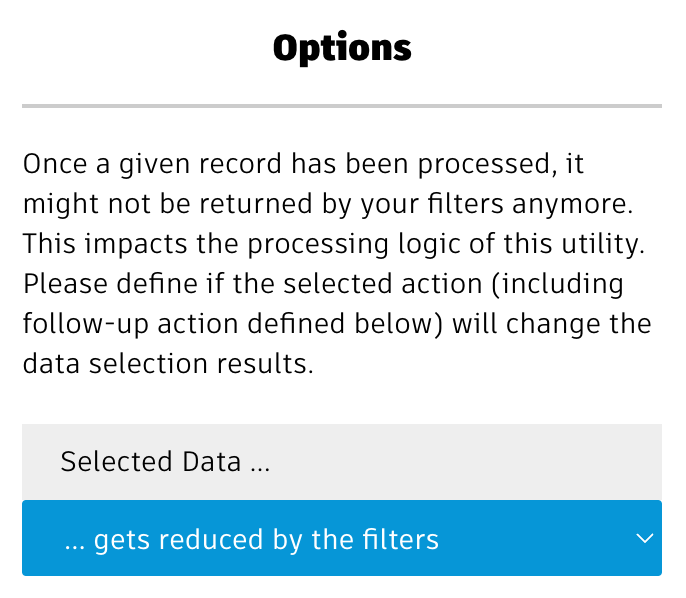 Options
Once a given record has been processed, it
might not be returned by your filters anymore.
This impacts the processing logic of this utility.
Please define if the selected action (including
follow-up action defined below) will change the
data selection results.
Selected Data ...
... gets reduced by the filters